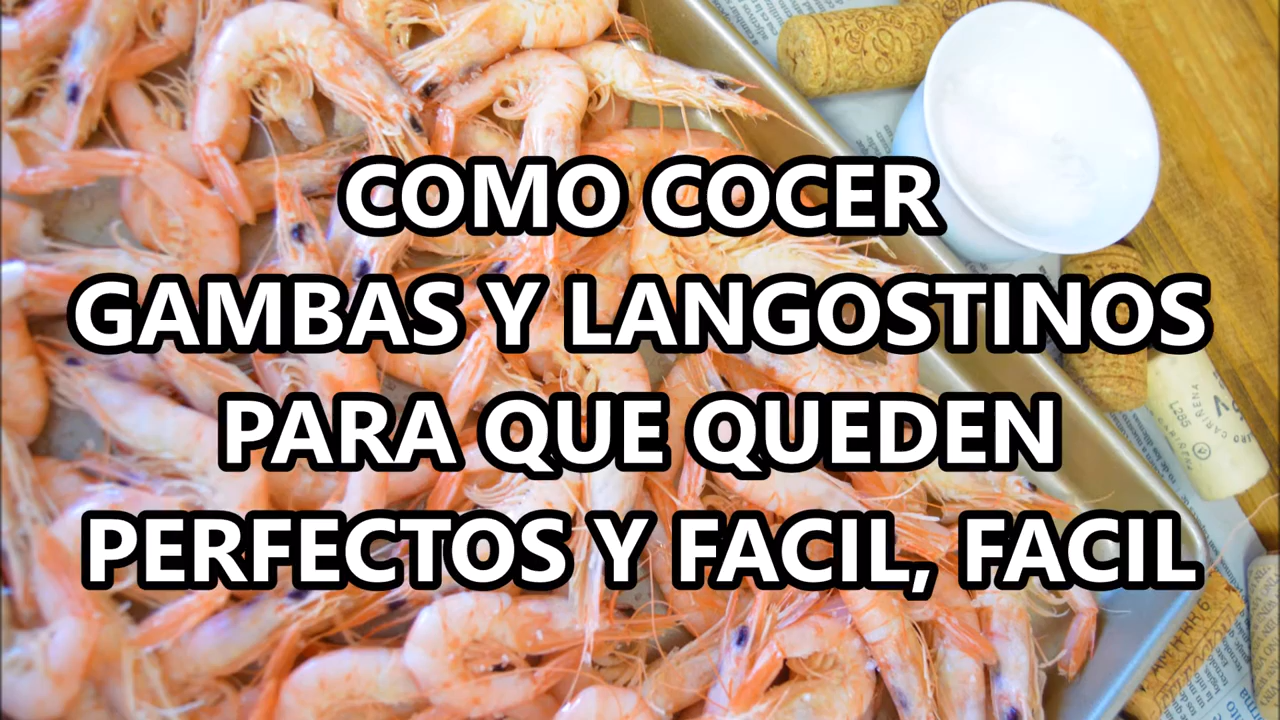 COMO COCER
GAMBAS Y LANGOSTINOS
PARA QUE QUEDEN
PERFECTOS Y FACIL, FACIL